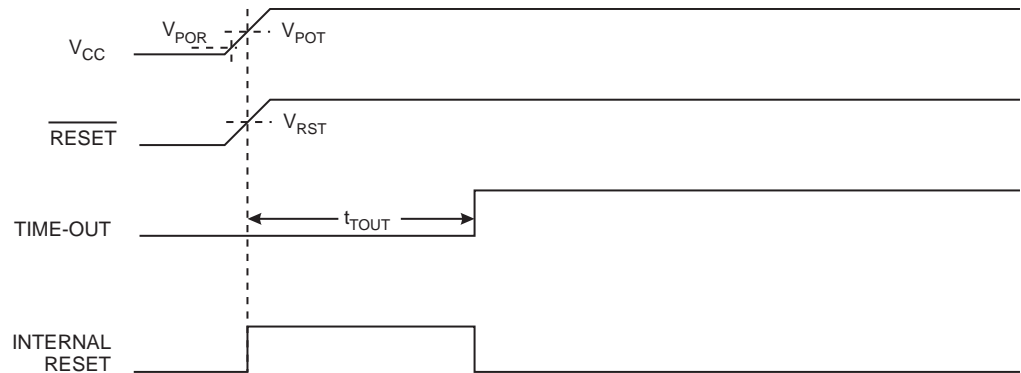 V_POR
V_POT
V_CC
RESET
V_RST
TIME-OUT
t_TOUT
INTERNAL
RESET